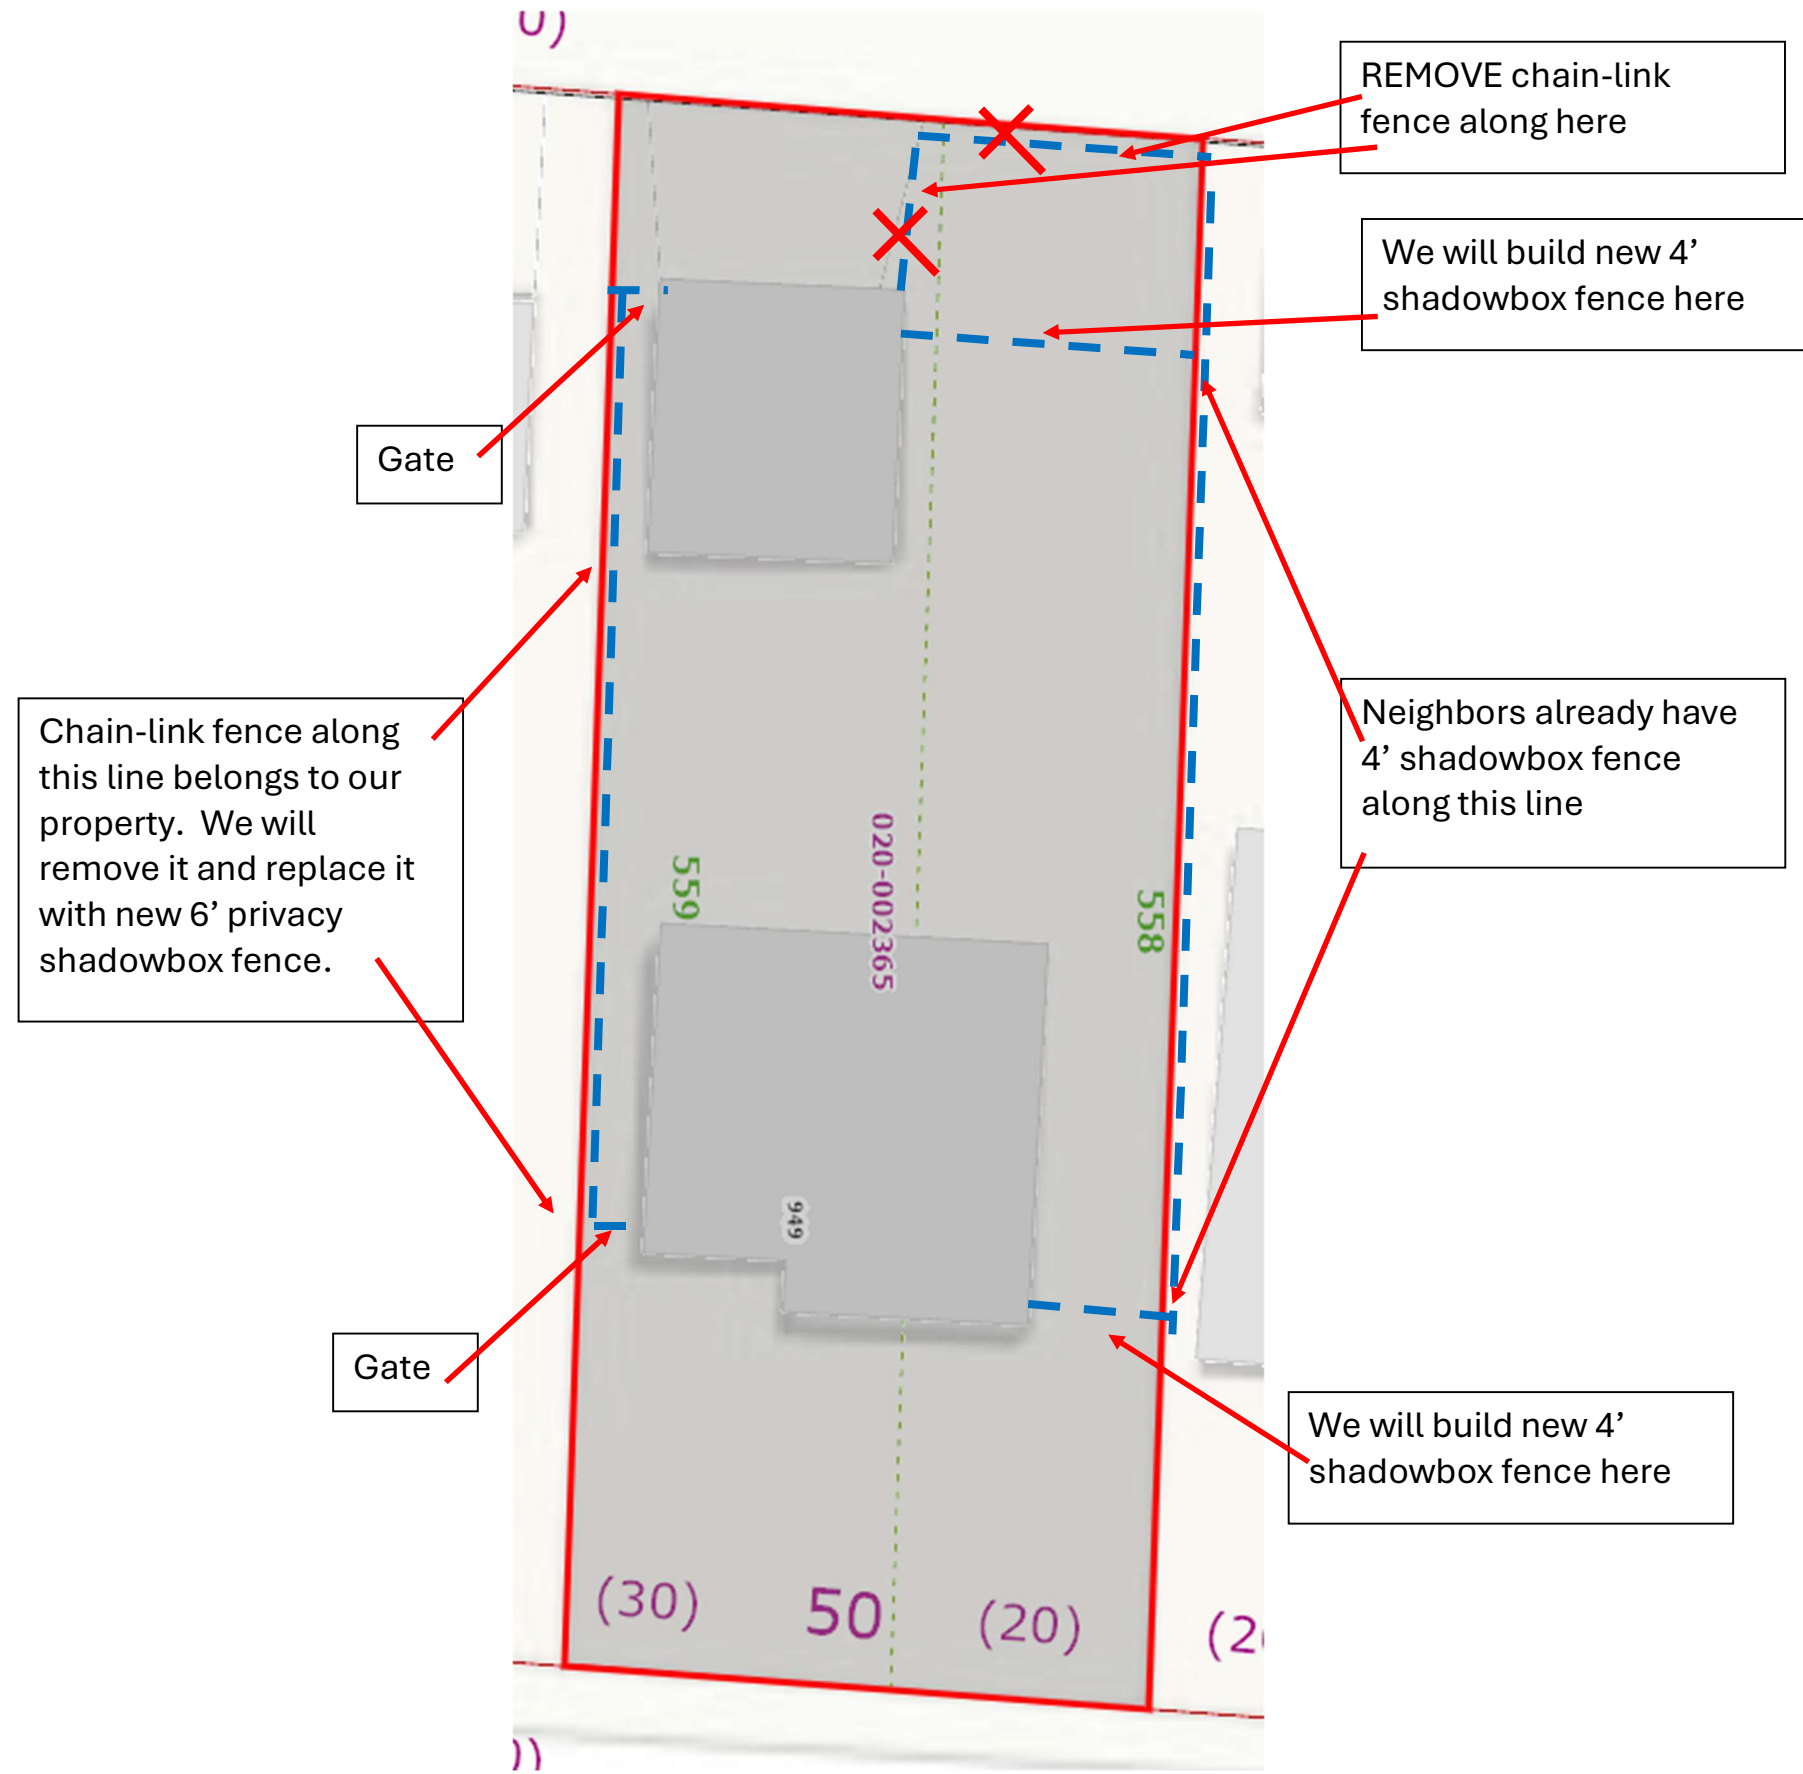 0)
REMOVE chain-link
fence along here
We will build new 4’
shadowbox fence here
Gate
Chain-link fence along
this line belongs to our
property.  We will
remove it and replace it
with new 6’ privacy
shadowbox fence.
Neighbors already have
4’ shadowbox fence
along this line
559
020-002365
558
949
Gate
We will build new 4’
shadowbox fence here
(30)
50
(20)
(20
0)